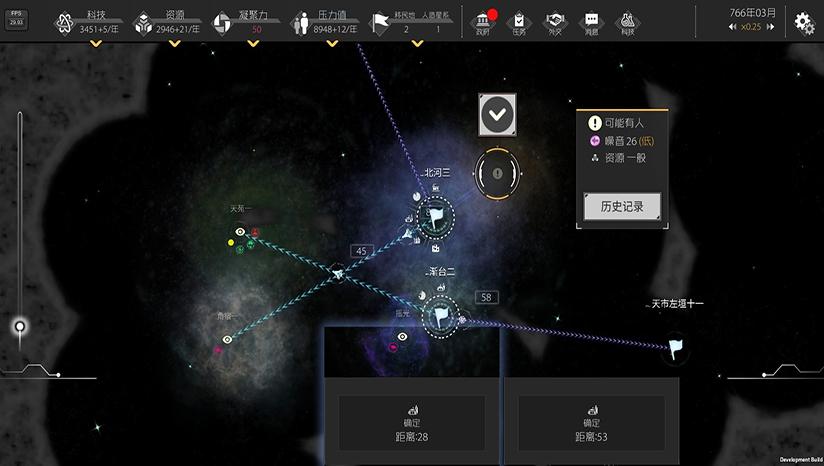 FPS
29.93
科技
3451+5/年
资源
2946+21/年
凝聚力
50
压力值
8948+12/年
移民地
2
人造星系
1
政府
任务
外交
消息
科技
766年03月
×0.25
可能有人
噪音 26 (低)
资源 一般
历史记录
北河三
天苑一
45
渐台二
58
角宿一
摇光
天市左垣十一
确定
距离:28
确定
距离:53
Development Build